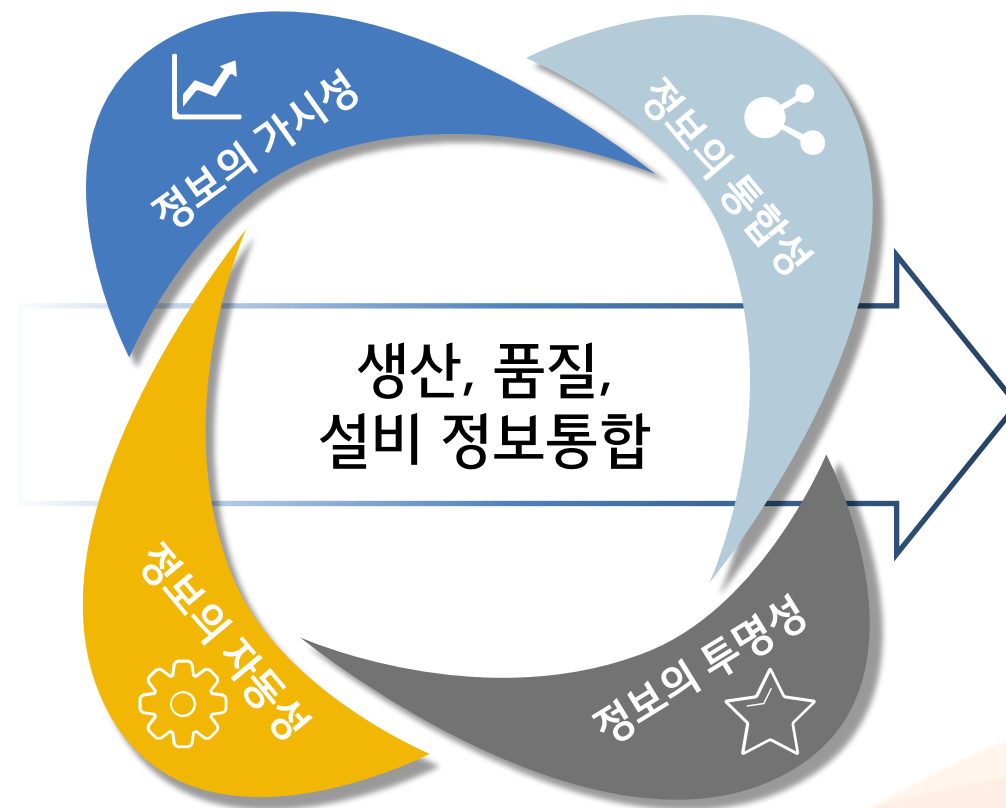 정보의 가시성
정보의 통합성
생산, 품질,
설비 정보통합
정보의 자동성
정보의 투명성